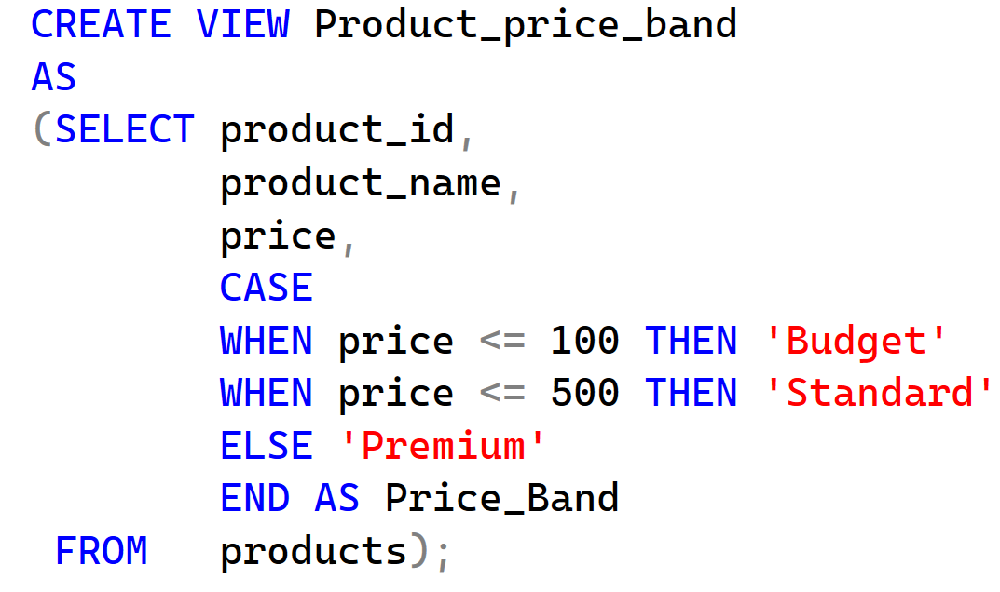 CREATE VIEW Product_price_band
AS
(SELECT product_id,
product_name,
price,
CASE
WHEN price <= 100 THEN 'Budget'
WHEN price <= 500 THEN 'Standard'
ELSE 'Premium'
END AS Price_Band
FROM products);